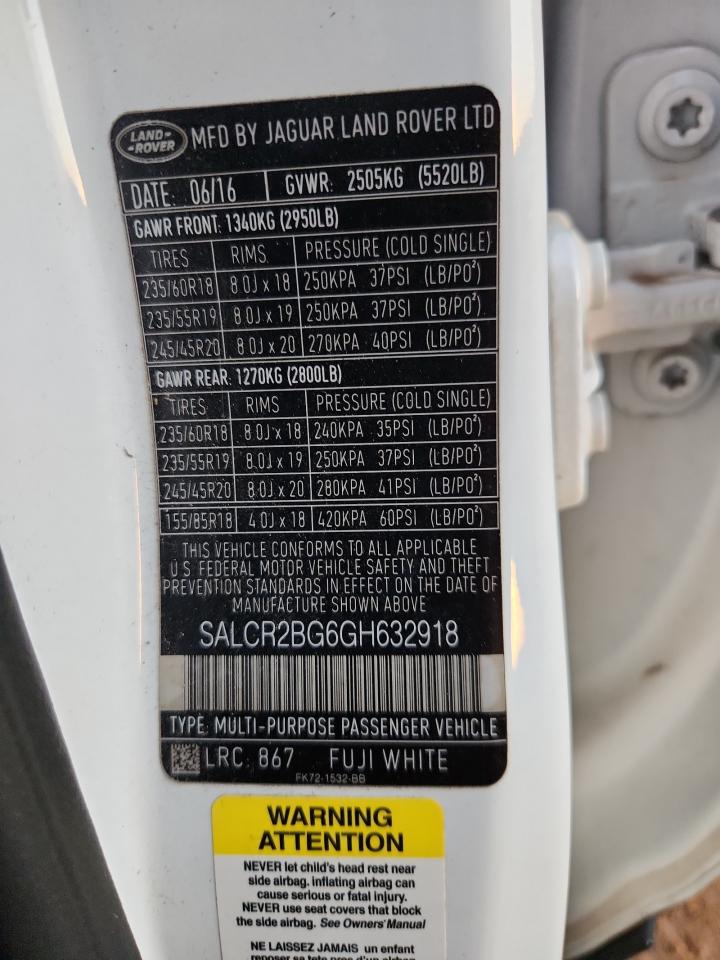 LAND-
-ROVER
MFD BY JAGUAR LAND ROVER LTD
DATE: 06/16 GVWR: 2505KG (5520LB)
GAWR FRONT: 1340KG (2950LB)
TIRES RIMS PRESSURE (COLD SINGLE)
235/60R18 8.0J x 18 250KPA 37PSI (LB/PO²)
235/55R19 8.0J x 19 250KPA 37PSI (LB/PO²)
245/45R20 8.0J x 20 270KPA 40PSI (LB/PO²)
GAWR REAR: 1270KG (2800LB)
TIRES RIMS PRESSURE (COLD SINGLE)
235/60R18 8.0J x 18 240KPA 35PSI (LB/PO²)
235/55R19 8.0J x 19 250KPA 37PSI (LB/PO²)
245/45R20 8.0J x 20 280KPA 41PSI (LB/PO²)
155/85R18 4.0J x 18 420KPA 60PSI (LB/PO²)
THIS VEHICLE CONFORMS TO ALL APPLICABLE
U.S. FEDERAL MOTOR VEHICLE SAFETY AND THEFT
PREVENTION STANDARDS IN EFFECT ON THE DATE OF
MANUFACTURE SHOWN ABOVE
SALCR2BG6GH632918
TYPE: MULTI-PURPOSE PASSENGER VEHICLE
LRC: 867 FUJI WHITE
FK72-1532-BB
WARNING
ATTENTION
NEVER let child's head rest near
side airbag. inflating airbag can
cause serious or fatal injury.
NEVER use seat covers that block
the side airbag. See Owners' Manual
NE LAISSEZ JAMAIS un enfant
reposer sa tete pres d'un airbag